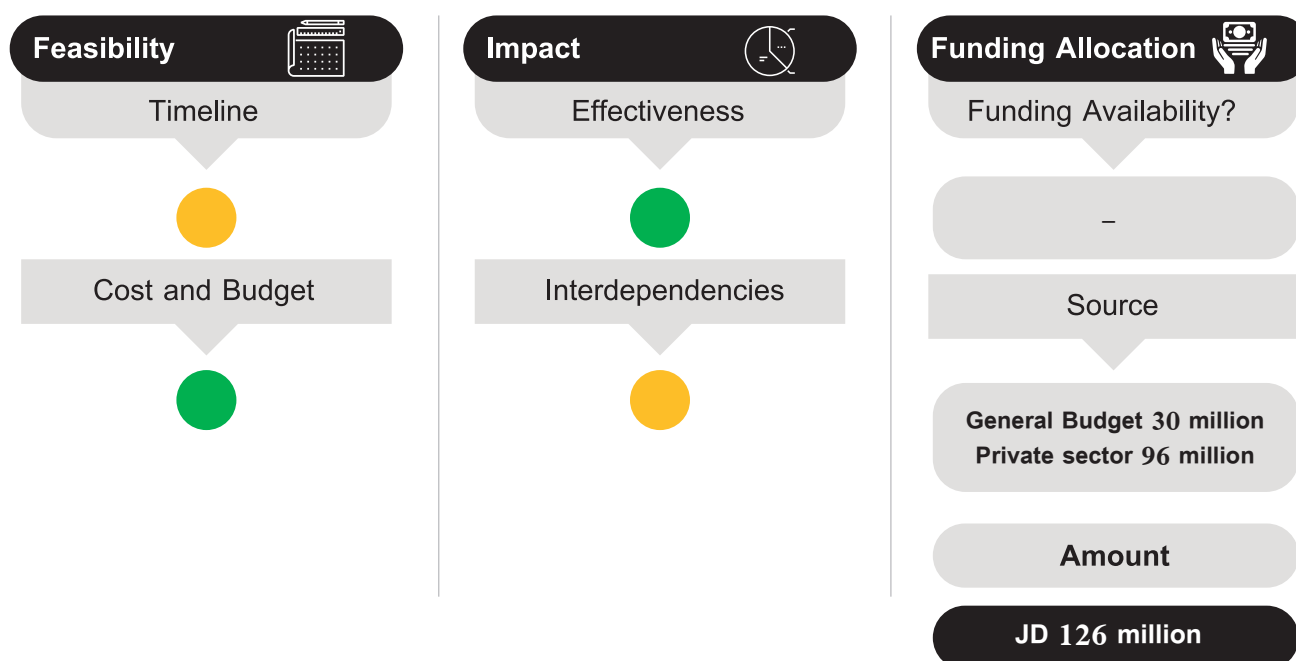 Feasibility
Timeline
Cost and Budget
Impact
Effectiveness
Interdependencies
Funding Allocation
Funding Availability?
–
Source
General Budget 30 million
Private sector 96 million
Amount
JD 126 million